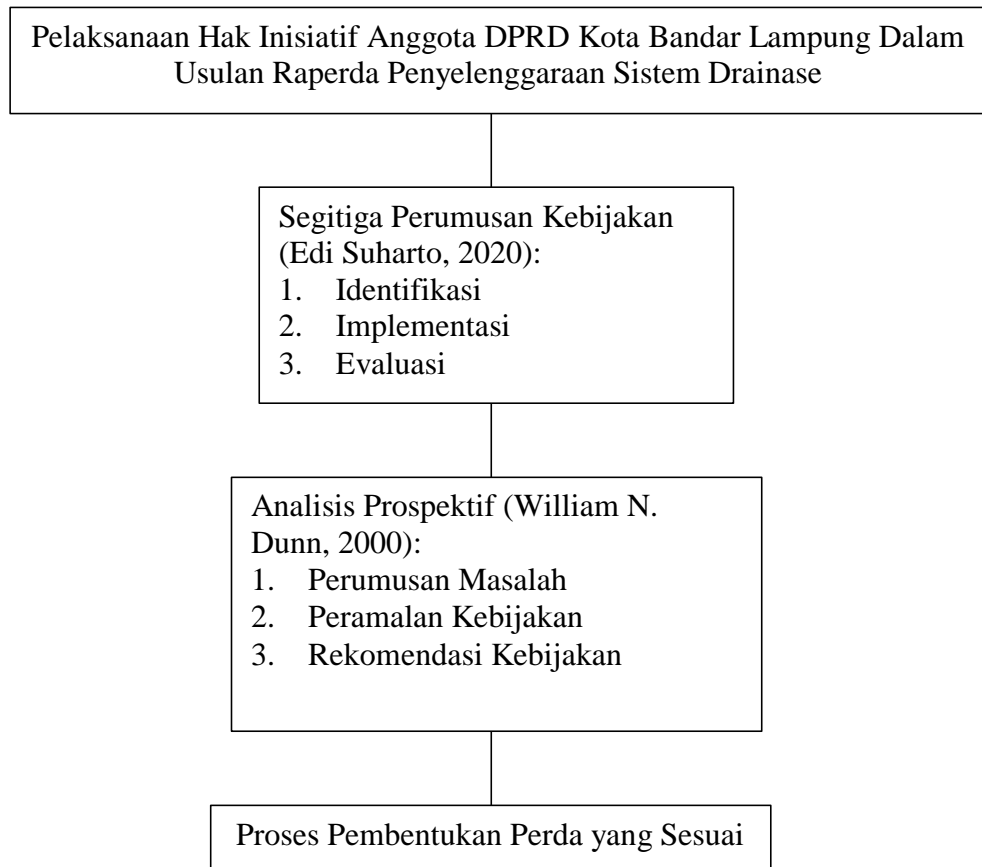 Pelaksanaan Hak Inisiatif Anggota DPRD Kota Bandar Lampung Dalam
Usulan Raperda Penyelenggaraan Sistem Drainase
Segitiga Perumusan Kebijakan
(Edi Suharto, 2020):
1. Identifikasi
2. Implementasi
3. Evaluasi
Analisis Prospektif (William N.
Dunn, 2000):
1. Perumusan Masalah
2. Peramalan Kebijakan
3. Rekomendasi Kebijakan
Proses Pembentukan Perda yang Sesuai